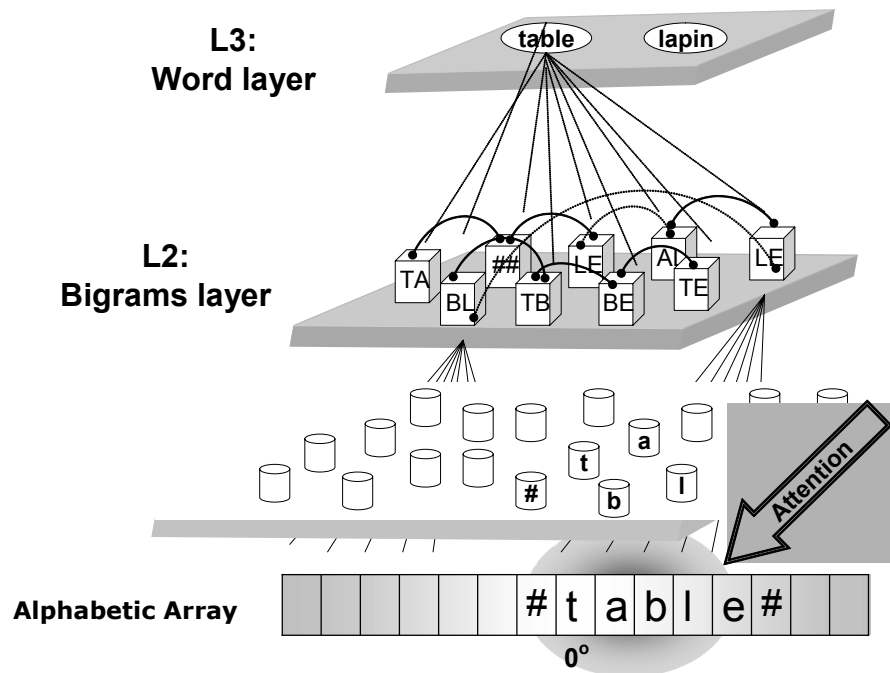 L3:
Word layer
table
lapin
L2:
Bigrams layer
TA
##
LE
AL
LE
BL
TB
BE
TE
a
t
#
b
l
Attention
Alphabetic Array
# t a b l e #
0°